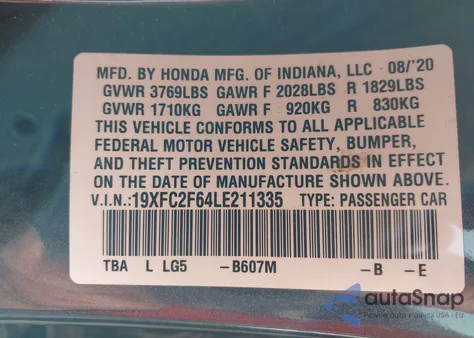 MFD. BY HONDA MFG. OF INDIANA, LLC 08/'20
GVWR 3769LBS GAWR F 2028LBS R 1829LBS
GVWR 1710KG GAWR F 920KG R 830KG
THIS VEHICLE CONFORMS TO ALL APPLICABLE
FEDERAL MOTOR VEHICLE SAFETY, BUMPER,
AND THEFT PREVENTION STANDARDS IN EFFECT
ON THE DATE OF MANUFACTURE SHOWN ABOVE.
V.I.N.: 19XFC2F64LE211335 TYPE: PASSENGER CAR
TBA L LG5 -B607M -B -E
autoSnap